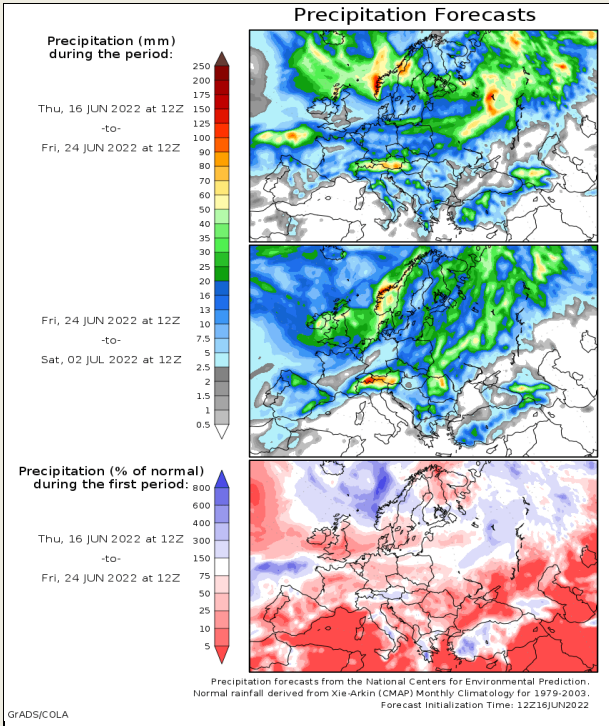 Precipitation Forecasts
Precipitation (mm)
during the period:
Thu, 16 JUN 2022 at 12Z
-to-
Fri, 24 JUN 2022 at 12Z
250
200
175
150
125
100
90
80
70
60
50
40
35
30
25
20
16
13
10
7.5
5
2.5
2
1.5
1
0.5
Fri, 24 JUN 2022 at 12Z
-to-
Sat, 02 JUL 2022 at 12Z
Precipitation (% of normal)
during the first period:
Thu, 16 JUN 2022 at 12Z
-to-
Fri, 24 JUN 2022 at 12Z
800
600
400
300
150
75
50
25
10
5
Precipitation forecasts from the National Centers for Environmental Prediction.
Normal rainfall derived from Xie-Arkin (CMAP) Monthly Climatology for 1979-2003.
Forecast Initialization Time: 12Z16JUN2022
GrADS/COLA